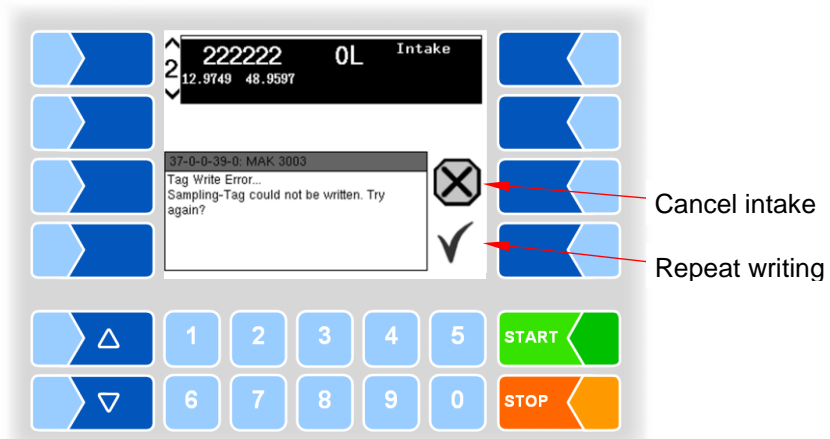 222222 0L Intake
2
12.9749 48.9597
37-0-0-39-0: MAK 3003
Tag Write Error...
Sampling-Tag could not be written. Try
again?
Cancel intake
Repeat writing
1 2 3 4 5 START
6 7 8 9 0 STOP